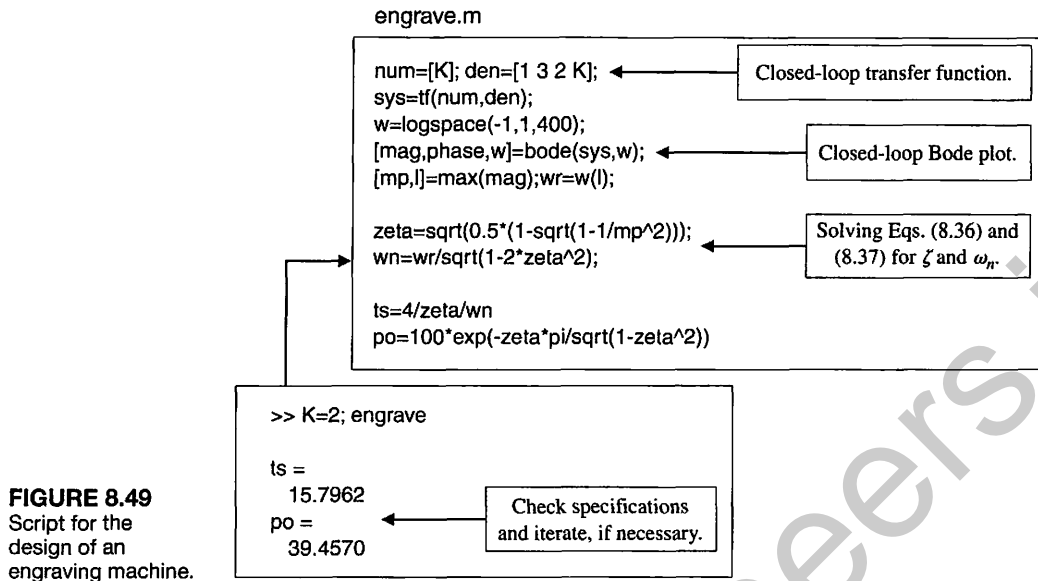 engrave.m
num=[K]; den=[1 3 2 K];
Closed-loop transfer function.
sys=tf(num,den);
w=logspace(-1,1,400);
[mag,phase,w]=bode(sys,w);
Closed-loop Bode plot.
[mp,l]=max(mag);wr=w(l);
zeta=sqrt(0.5*(1-sqrt(1-1/mp^2)));
wn=wr/sqrt(1-2*zeta^2);
Solving Eqs. (8.36) and
(8.37) for ζ and ωn.
ts=4/zeta/wn
po=100*exp(-zeta*pi/sqrt(1-zeta^2))
>> K=2; engrave
ts =
15.7962
po =
39.4570
Check specifications
and iterate, if necessary.
FIGURE 8.49
Script for the
design of an
engraving machine.
eers